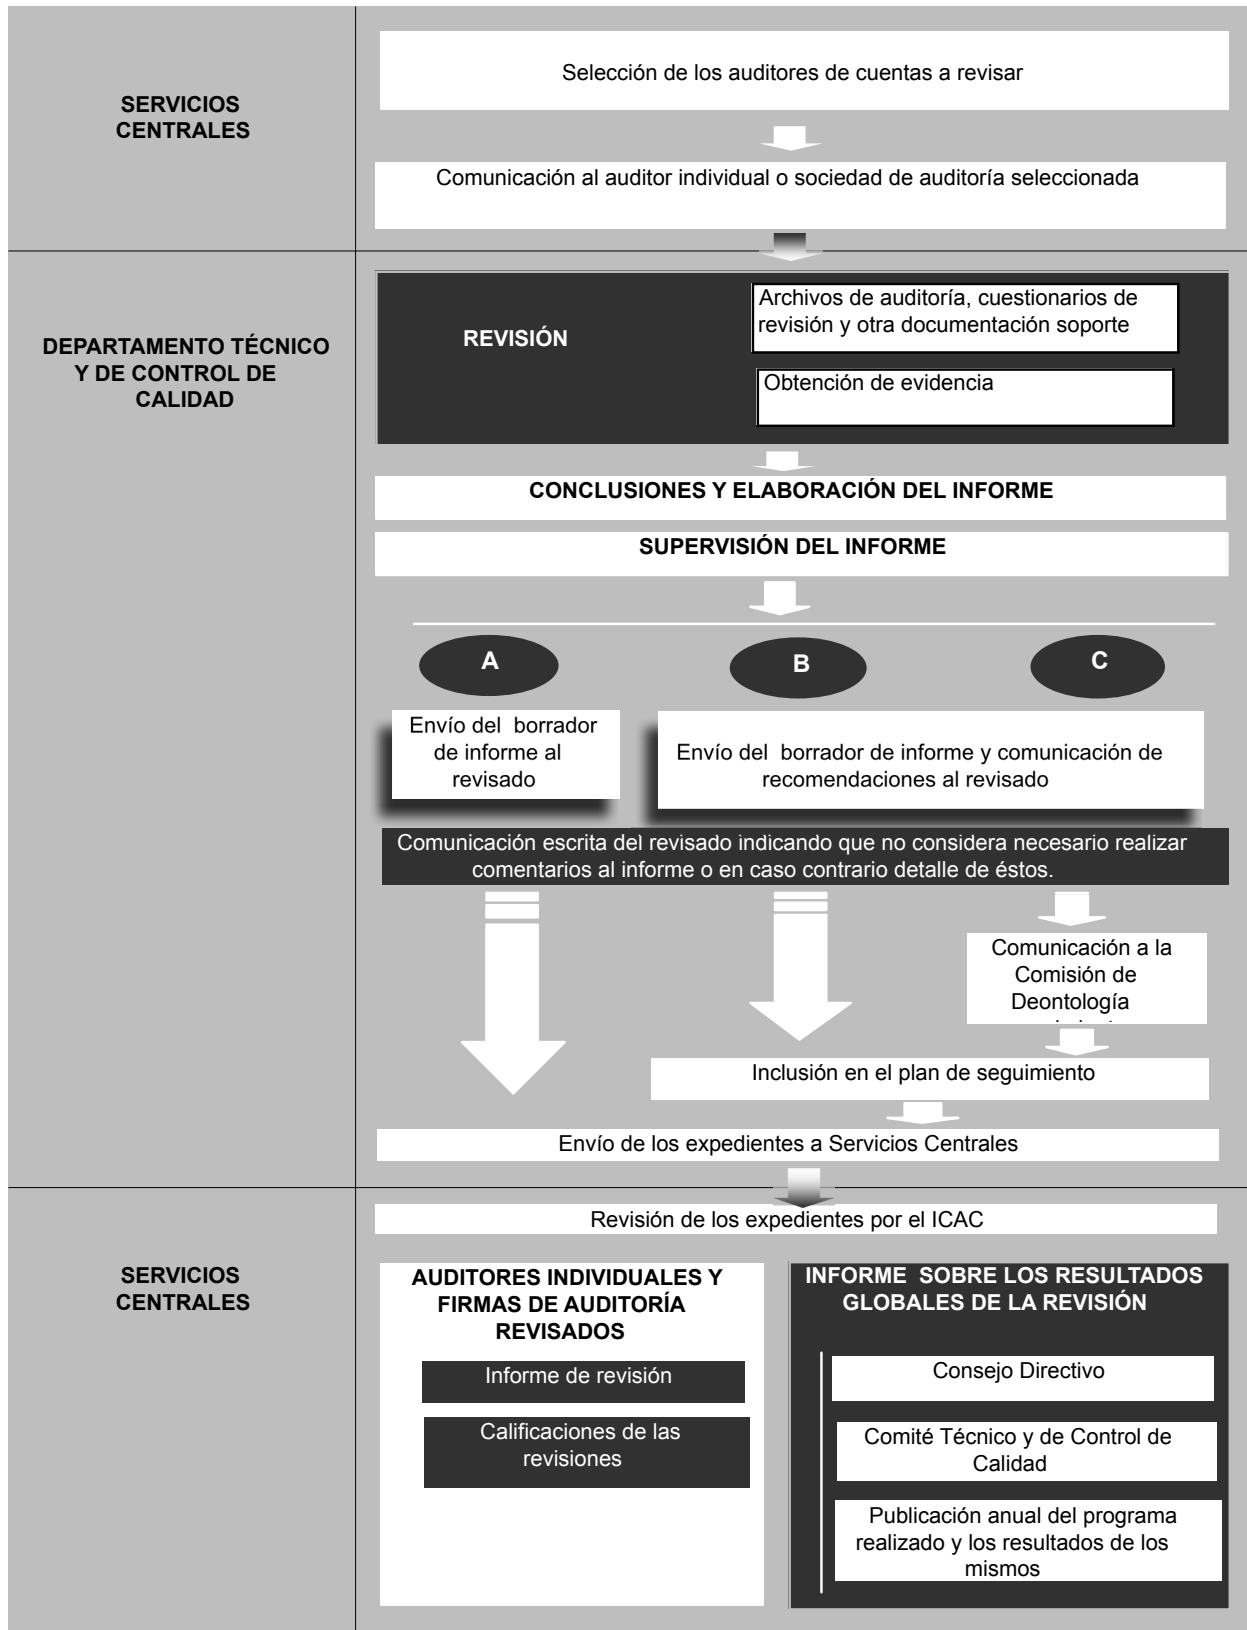 SERVICIOS
CENTRALES
Selección de los auditores de cuentas a revisar
Comunicación al auditor individual o sociedad de auditoría seleccionada
DEPARTAMENTO TÉCNICO
Y DE CONTROL DE
CALIDAD
REVISIÓN
Archivos de auditoría, cuestionarios de
revisión y otra documentación soporte
Obtención de evidencia
CONCLUSIONES Y ELABORACIÓN DEL INFORME
SUPERVISIÓN DEL INFORME
A
B
C
Envío del borrador
de informe al
revisado
Envío del borrador de informe y comunicación de
recomendaciones al revisado
Comunicación escrita del revisado indicando que no considera necesario realizar
comentarios al informe o en caso contrario detalle de éstos.
Comunicación a la
Comisión de
Deontología
Inclusión en el plan de seguimiento
Envío de los expedientes a Servicios Centrales
SERVICIOS
CENTRALES
Revisión de los expedientes por el ICAC
AUDITORES INDIVIDUALES Y
FIRMAS DE AUDITORÍA
REVISADOS
Informe de revisión
Calificaciones de las
revisiones
INFORME SOBRE LOS RESULTADOS
GLOBALES DE LA REVISIÓN
Consejo Directivo
Comité Técnico y de Control de
Calidad
Publicación anual del programa
realizado y los resultados de los
mismos